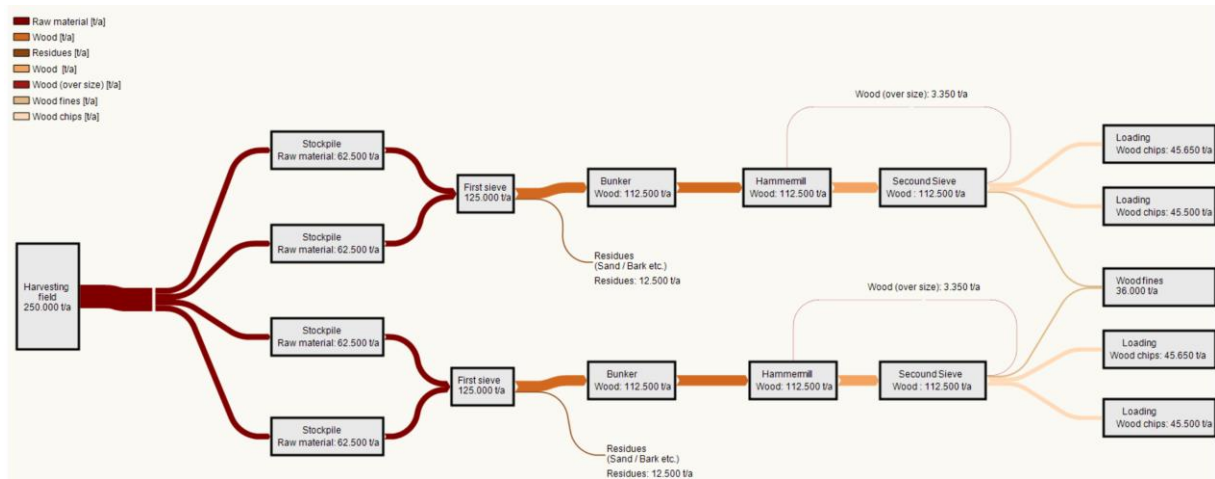 Raw material [t/a]
Wood [t/a]
Residues [t/a]
Wood  [t/a]
Wood (over size) [t/a]
Wood fines [t/a]
Wood chips [t/a]
Harvesting
field
250.000 t/a
Stockpile
Raw material: 62.500 t/a
Stockpile
Raw material: 62.500 t/a
Stockpile
Raw material: 62.500 t/a
Stockpile
Raw material: 62.500 t/a
First sieve
125.000 t/a
Residues
(Sand / Bark etc.)
Residues: 12.500 t/a
Bunker
Wood: 112.500 t/a
Hammermill
Wood: 112.500 t/a
Wood (over size): 3.350 t/a
Secound Sieve
Wood : 112.500 t/a
First sieve
125.000 t/a
Residues
(Sand / Bark etc.)
Residues: 12.500 t/a
Bunker
Wood: 112.500 t/a
Hammermill
Wood: 112.500 t/a
Wood (over size): 3.350 t/a
Secound Sieve
Wood : 112.500 t/a
Loading
Wood chips: 45.650 t/a
Loading
Wood chips: 45.500 t/a
Wood fines
36.000 t/a
Loading
Wood chips: 45.650 t/a
Loading
Wood chips: 45.500 t/a